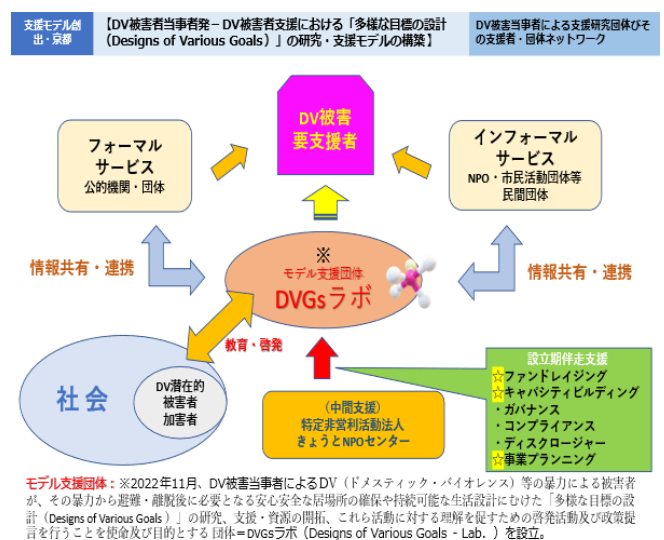 支援モデル創
出・京都
【DV被害者当事者発－DV被害者支援における「多様な目標の設計
（Designs of Various Goals）」の研究・支援モデルの構築】
DV被害当事者による支援研究団体びそ
の支援者・団体ネットワーク
DV被害
要支援者
フォーマル
サービス
公的機関・団体
インフォーマル
サービス
NPO・市民活動団体等
民間団体
情報共有・連携
※
モデル支援団体
DVGsラボ
情報共有・連携
教育・啓発
社会
DV潜在的
被害者
加害者
（中間支援）
特定非営利活動法人
きょうとNPOセンター
設立期伴走支援
☆ファンドレイジング
☆キャパシティビルディング
・ガバナンス
・コンプライアンス
・ディスクロージャー
☆事業プランニング
モデル支援団体：※2022年11月、DV被害当事者によるDV（ドメスティック・バイオレンス）等の暴力による被害者
が、その暴力から避難・離脱後に必要となる安心安全な居場所の確保や持続可能な生活設計にむけた「多様な目標の設
計（Designs of Various Goals）」の研究、支援・資源の開拓、これら活動に対する理解を促すための啓発活動及び政策提
言を行うことを使命及び目的とする 団体＝DVGsラボ（Designs of Various Goals - Lab．）を設立。